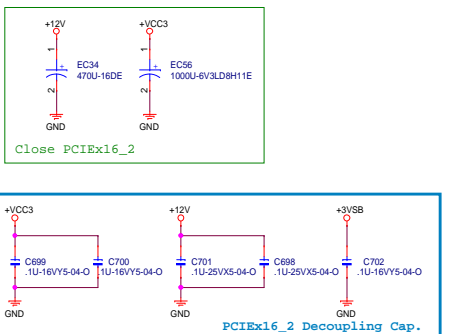 +12V
+VCC3
1
1
EC34
470U-16DE
EC56
1000U-6V3LD8H11E
2
2
GND
GND
Close PCIEx16_2
+VCC3
+12V
+3VSB
C699
.1U-16VY5-04-O
C700
.1U-16VY5-04-O
C701
.1U-25VX5-04-O
C698
.1U-25VX5-04-O
C702
.1U-16VY5-04-O
GND
GND
GND
PCIEx16_2 Decoupling Cap.